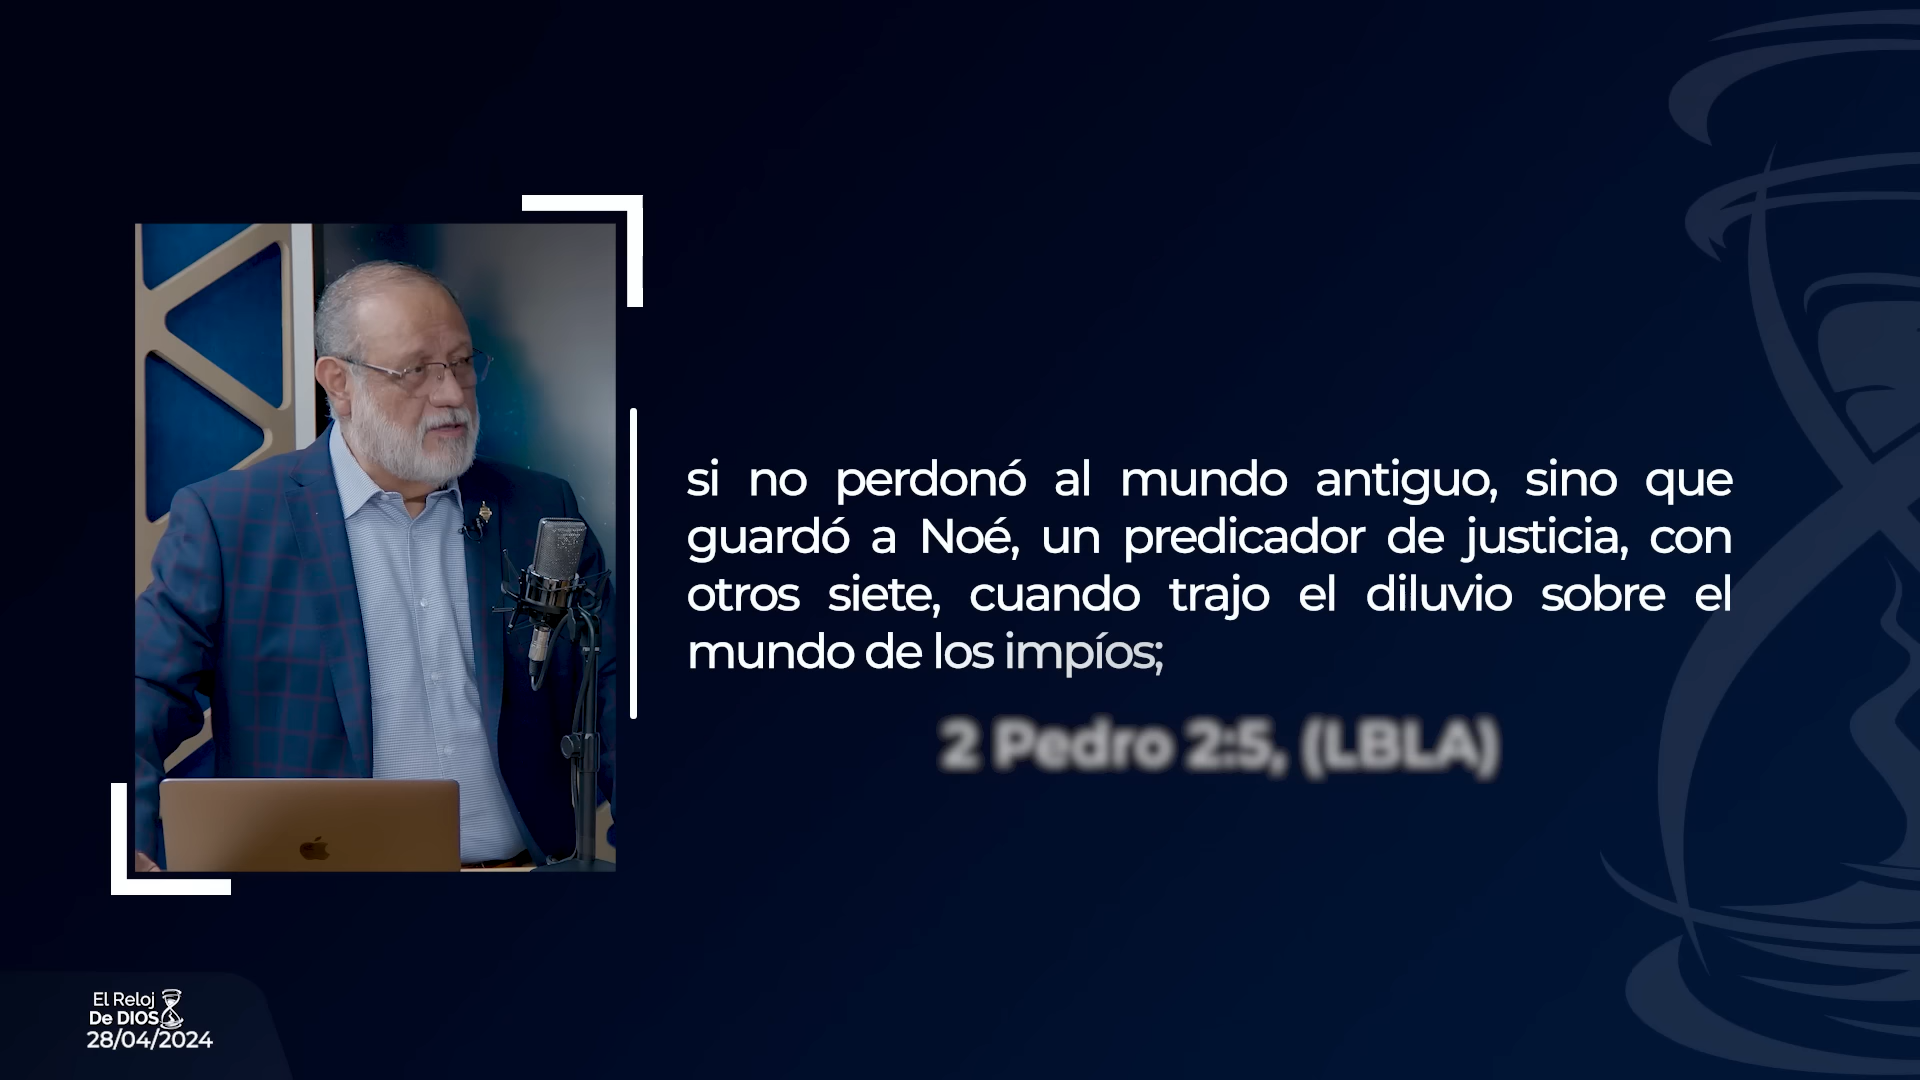 si no perdonó al mundo antiguo, sino que
guardó a Noé, un predicador de justicia, con
otros siete, cuando trajo el diluvio sobre el
mundo de los impíos;
2 Pedro 2:5, (LBLA)
El Reloj
De DIOS
28/04/2024